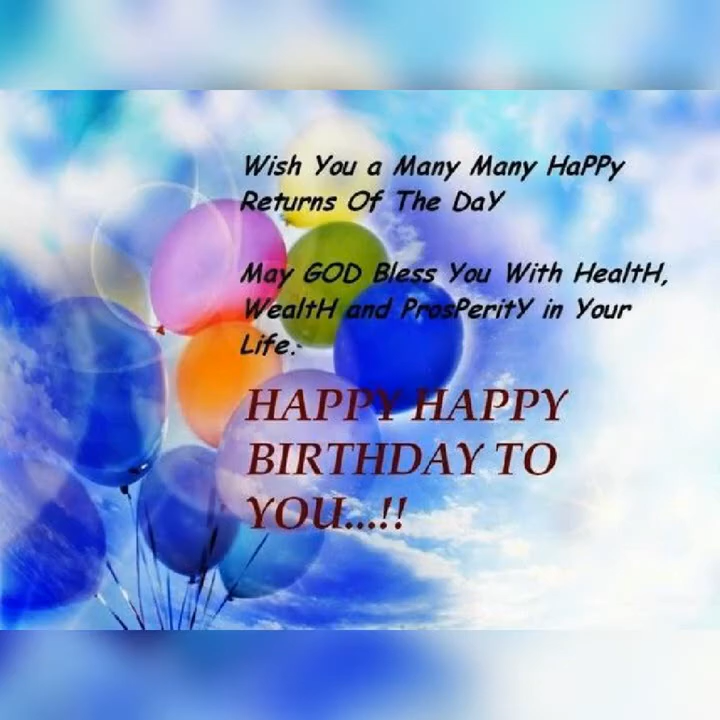 Wish You a Many Many HaPPy
Returns Of The DaY
May GOD Bless You With HealtH,
WealtH and ProsPeritY in Your
Life.
HAPPY HAPPY
BIRTHDAY TO
YOU...!!